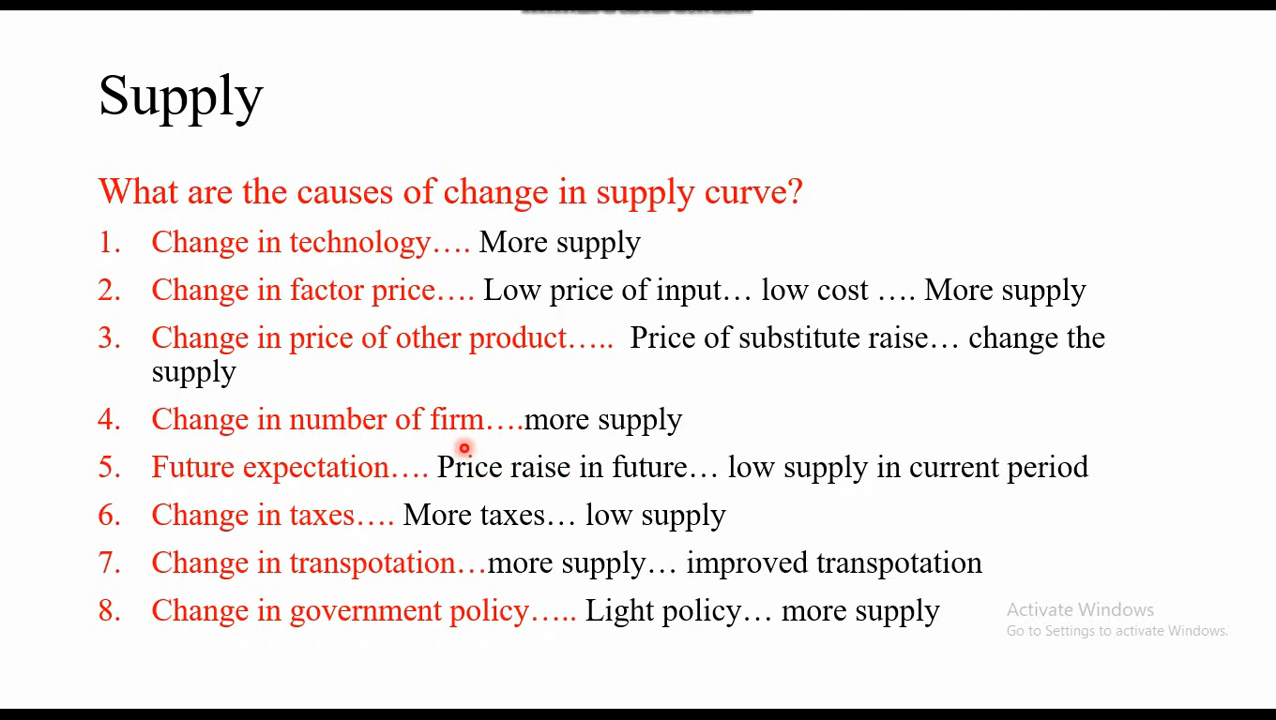 Supply
What are the causes of change in supply curve?
1. Change in technology…. More supply
2. Change in factor price…. Low price of input… low cost …. More supply
3. Change in price of other product….. Price of substitute raise… change the
supply
4. Change in number of firm….more supply
5. Future expectation…. Price raise in future… low supply in current period
6. Change in taxes…. More taxes… low supply
7. Change in transpotation…more supply… improved transpotation
8. Change in government policy….. Light policy… more supply
Activate Windows
Go to Settings to activate Windows.